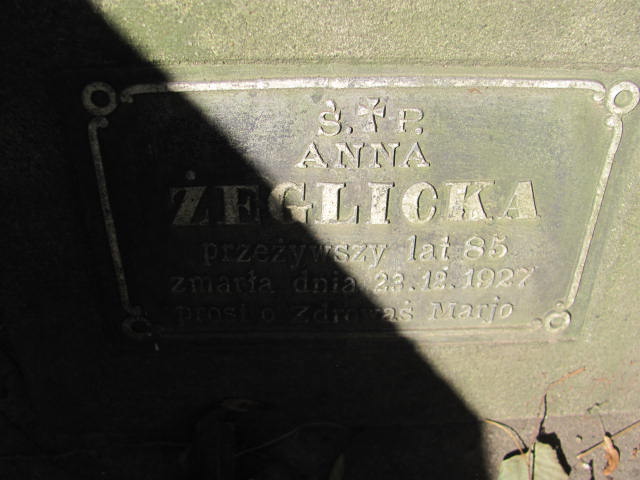 Ś. ✝ P.
ANNA
ŻEGLICKA
przeżywszy lat 85
zmarła dnia 23.12.1927
prosi o Zdrowaś Marjo